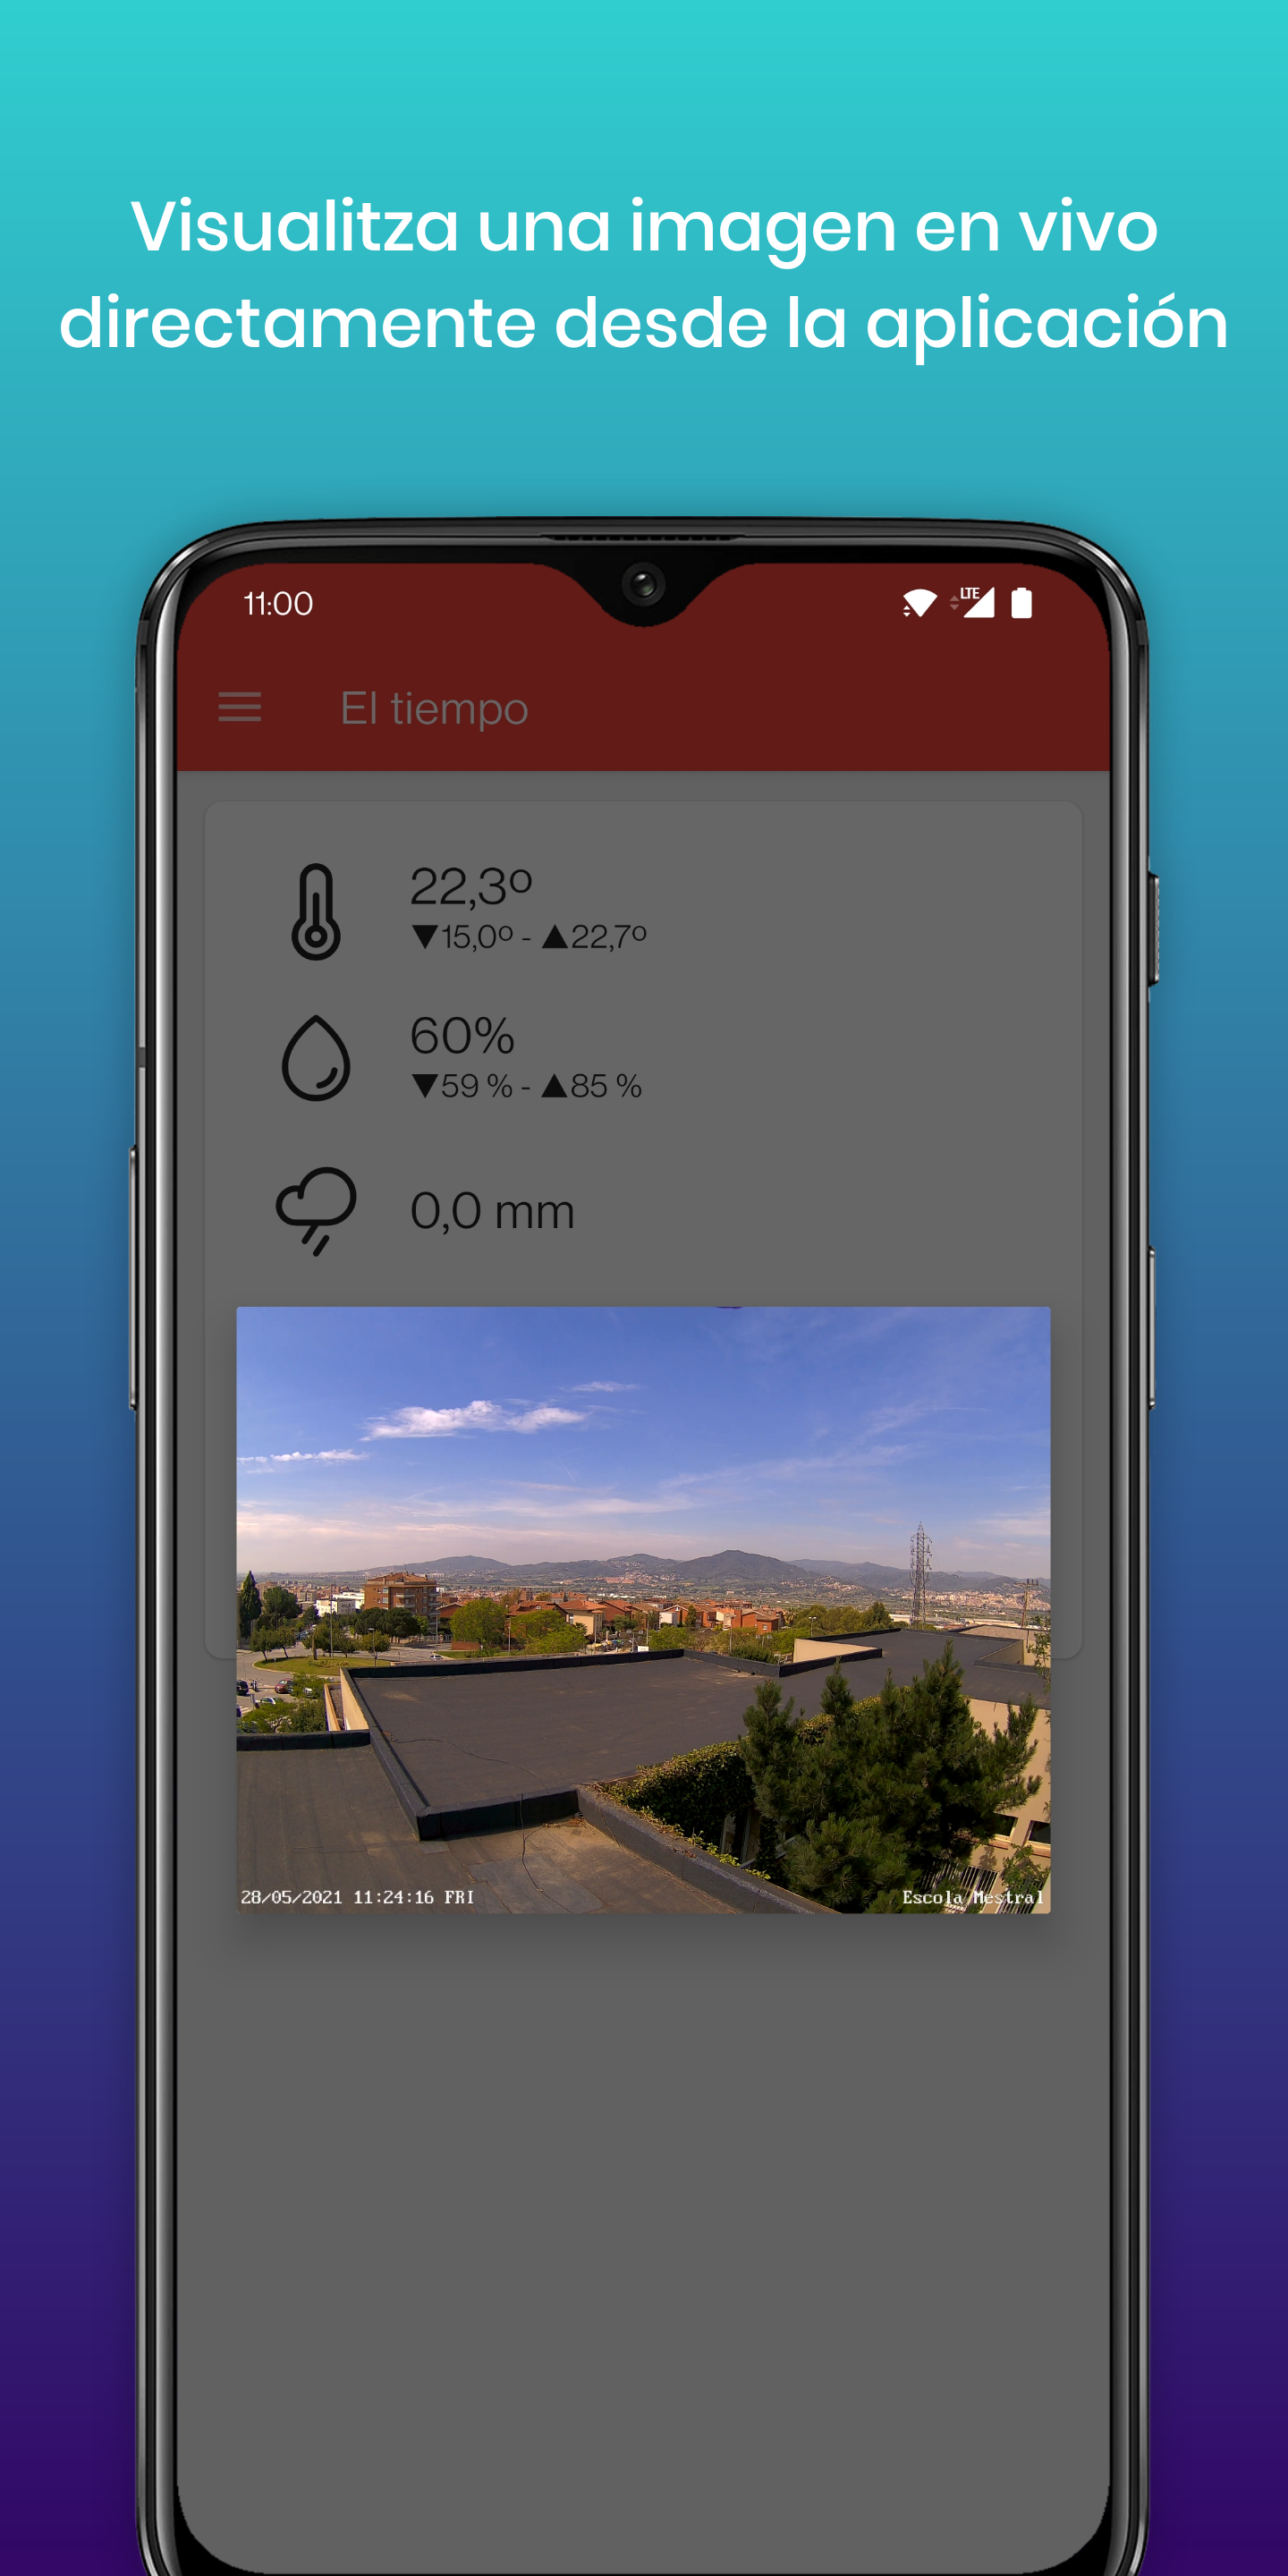 Visualitza una imagen en vivo
directamente desde la aplicación
11:00
LTE
El tiempo
22,3º
▼15,0º - ▲22,7º
60%
▼59 % - ▲85 %
0,0 mm
28/05/2021 11:24:16 FRI
Escola Mestral